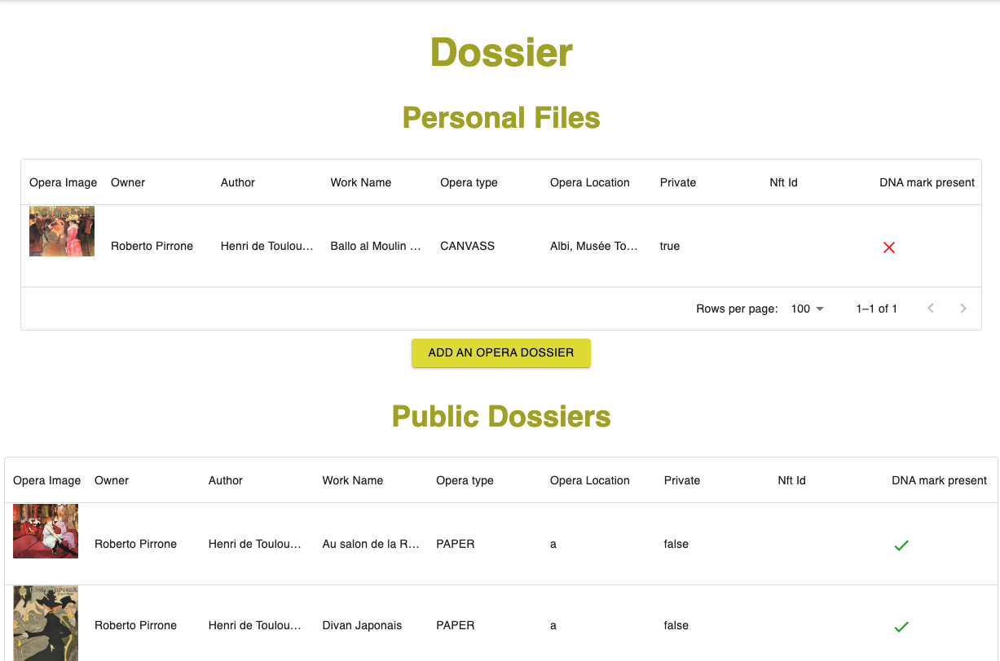 Dossier
Personal Files
Opera Image Owner Author Work Name Opera type Opera Location Private Nft Id DNA mark present
Roberto Pirrone Henri de Toulou… Ballo al Moulin … CANVASS Albi, Musée To… true
Rows per page: 100 1–1 of 1
ADD AN OPERA DOSSIER
Public Dossiers
Opera Image Owner Author Work Name Opera type Opera Location Private Nft Id DNA mark present
Roberto Pirrone Henri de Toulou… Au salon de la R… PAPER a false
Roberto Pirrone Henri de Toulou… Divan Japonais PAPER a false